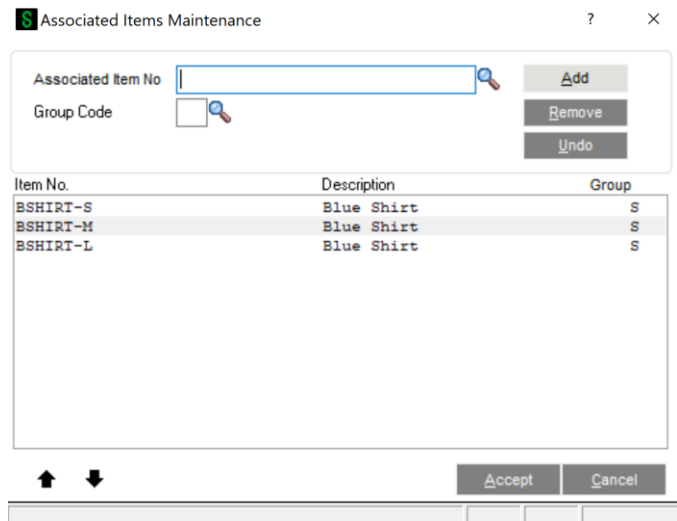 S Associated Items Maintenance ? ×
Associated Item No Add
Group Code Remove
Undo
Item No. Description Group
BSHIRT-S Blue Shirt S
BSHIRT-M Blue Shirt S
BSHIRT-L Blue Shirt S
Accept Cancel